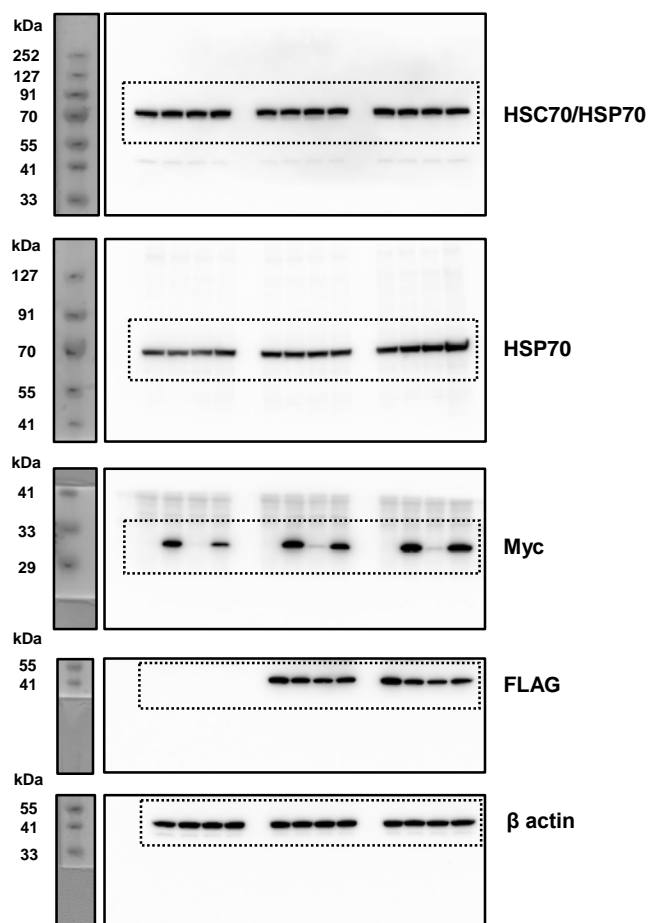 kDa
252
127
91
70
55
41
33
HSC70/HSP70
kDa
127
91
70
55
41
HSP70
kDa
41
33
29
Myc
kDa
55
41
FLAG
kDa
55
41
33
β actin